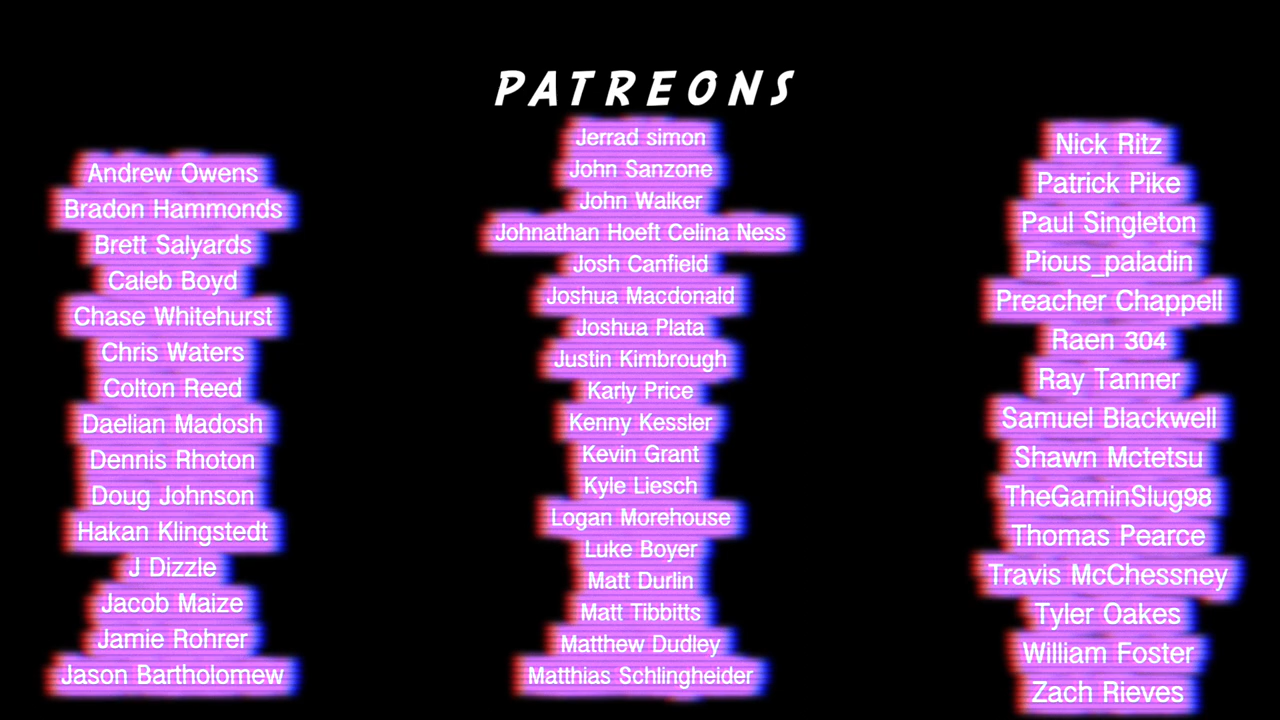 PATREONS
Andrew Owens
Bradon Hammonds
Brett Salyards
Caleb Boyd
Chase Whitehurst
Chris Waters
Colton Reed
Daelian Madosh
Dennis Rhoton
Doug Johnson
Hakan Klingstedt
J Dizzle
Jacob Maize
Jamie Rohrer
Jason Bartholomew
Jerrad simon
John Sanzone
John Walker
Johnathan Hoeft Celina Ness
Josh Canfield
Joshua Macdonald
Joshua Plata
Justin Kimbrough
Karly Price
Kenny Kessler
Kevin Grant
Kyle Liesch
Logan Morehouse
Luke Boyer
Matt Durlin
Matt Tibbitts
Matthew Dudley
Matthias Schlingheider
Nick Ritz
Patrick Pike
Paul Singleton
Pious_paladin
Preacher Chappell
Raen 304
Ray Tanner
Samuel Blackwell
Shawn Mctetsu
TheGaminSlug98
Thomas Pearce
Travis McChessney
Tyler Oakes
William Foster
Zach Rieves